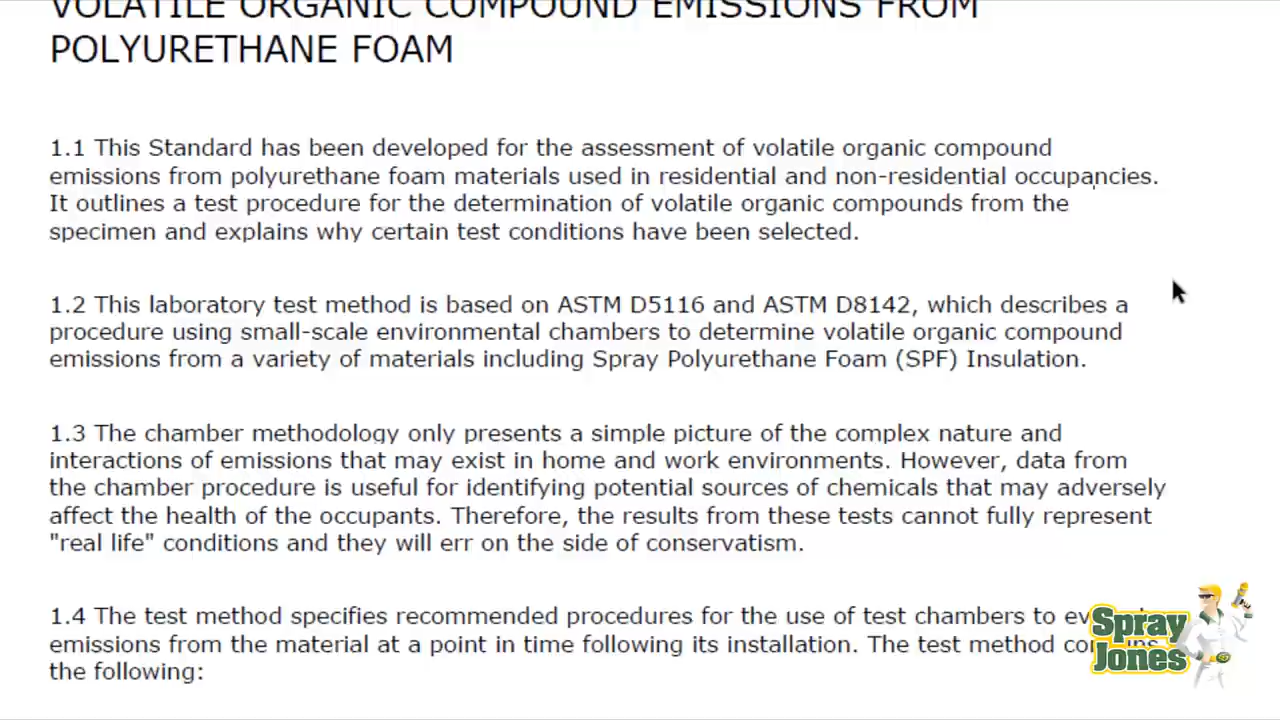 VOLATILE ORGANIC COMPOUND EMISSIONS FROM
POLYURETHANE FOAM
1.1 This Standard has been developed for the assessment of volatile organic compound
emissions from polyurethane foam materials used in residential and non-residential occupancies.
It outlines a test procedure for the determination of volatile organic compounds from the
specimen and explains why certain test conditions have been selected.
1.2 This laboratory test method is based on ASTM D5116 and ASTM D8142, which describes a
procedure using small-scale environmental chambers to determine volatile organic compound
emissions from a variety of materials including Spray Polyurethane Foam (SPF) Insulation.
1.3 The chamber methodology only presents a simple picture of the complex nature and
interactions of emissions that may exist in home and work environments. However, data from
the chamber procedure is useful for identifying potential sources of chemicals that may adversely
affect the health of the occupants. Therefore, the results from these tests cannot fully represent
"real life" conditions and they will err on the side of conservatism.
1.4 The test method specifies recommended procedures for the use of test chambers to
emissions from the material at a point in time following its installation. The test method
the following:
Spray
Jones